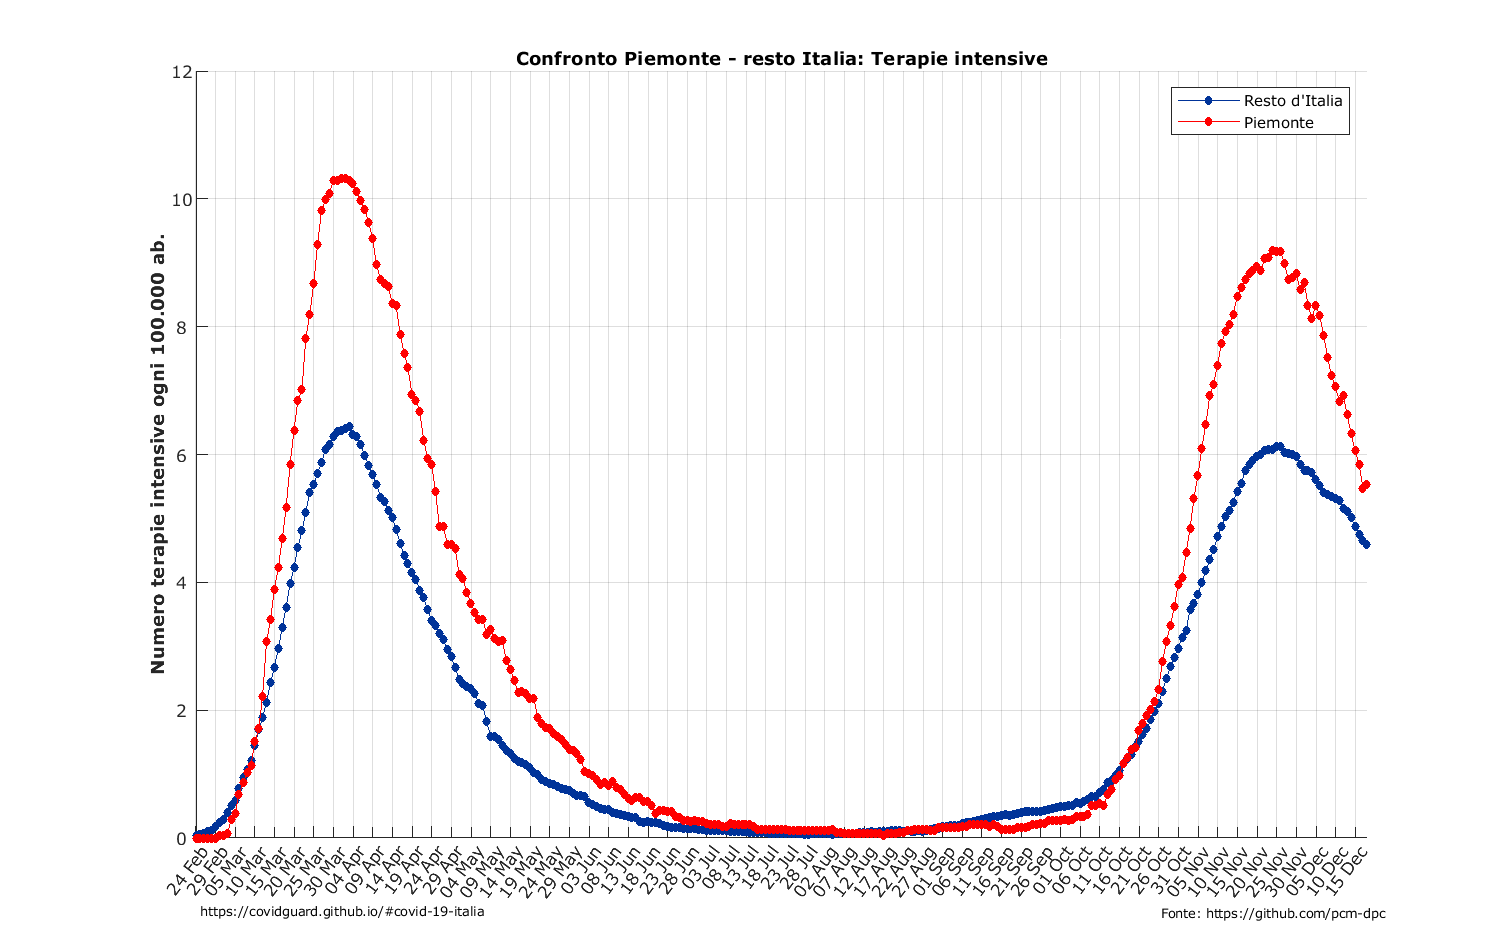 Confronto Piemonte - resto Italia: Terapie intensive
Numero terapie intensive ogni 100.000 ab.
12
10
8
6
4
2
0
Resto d'Italia
Piemonte
24 Feb
29 Feb
05 Mar
10 Mar
15 Mar
20 Mar
25 Mar
30 Mar
04 Apr
09 Apr
14 Apr
19 Apr
24 Apr
29 Apr
04 May
09 May
14 May
19 May
24 May
29 May
03 Jun
08 Jun
13 Jun
18 Jun
23 Jun
28 Jun
03 Jul
08 Jul
13 Jul
18 Jul
23 Jul
28 Jul
02 Aug
07 Aug
12 Aug
17 Aug
22 Aug
27 Aug
01 Sep
06 Sep
11 Sep
16 Sep
21 Sep
26 Sep
01 Oct
06 Oct
11 Oct
16 Oct
21 Oct
26 Oct
31 Oct
05 Nov
10 Nov
15 Nov
20 Nov
25 Nov
30 Nov
05 Dec
10 Dec
15 Dec
https://covidguard.github.io/#covid-19-italia
Fonte: https://github.com/pcm-dpc